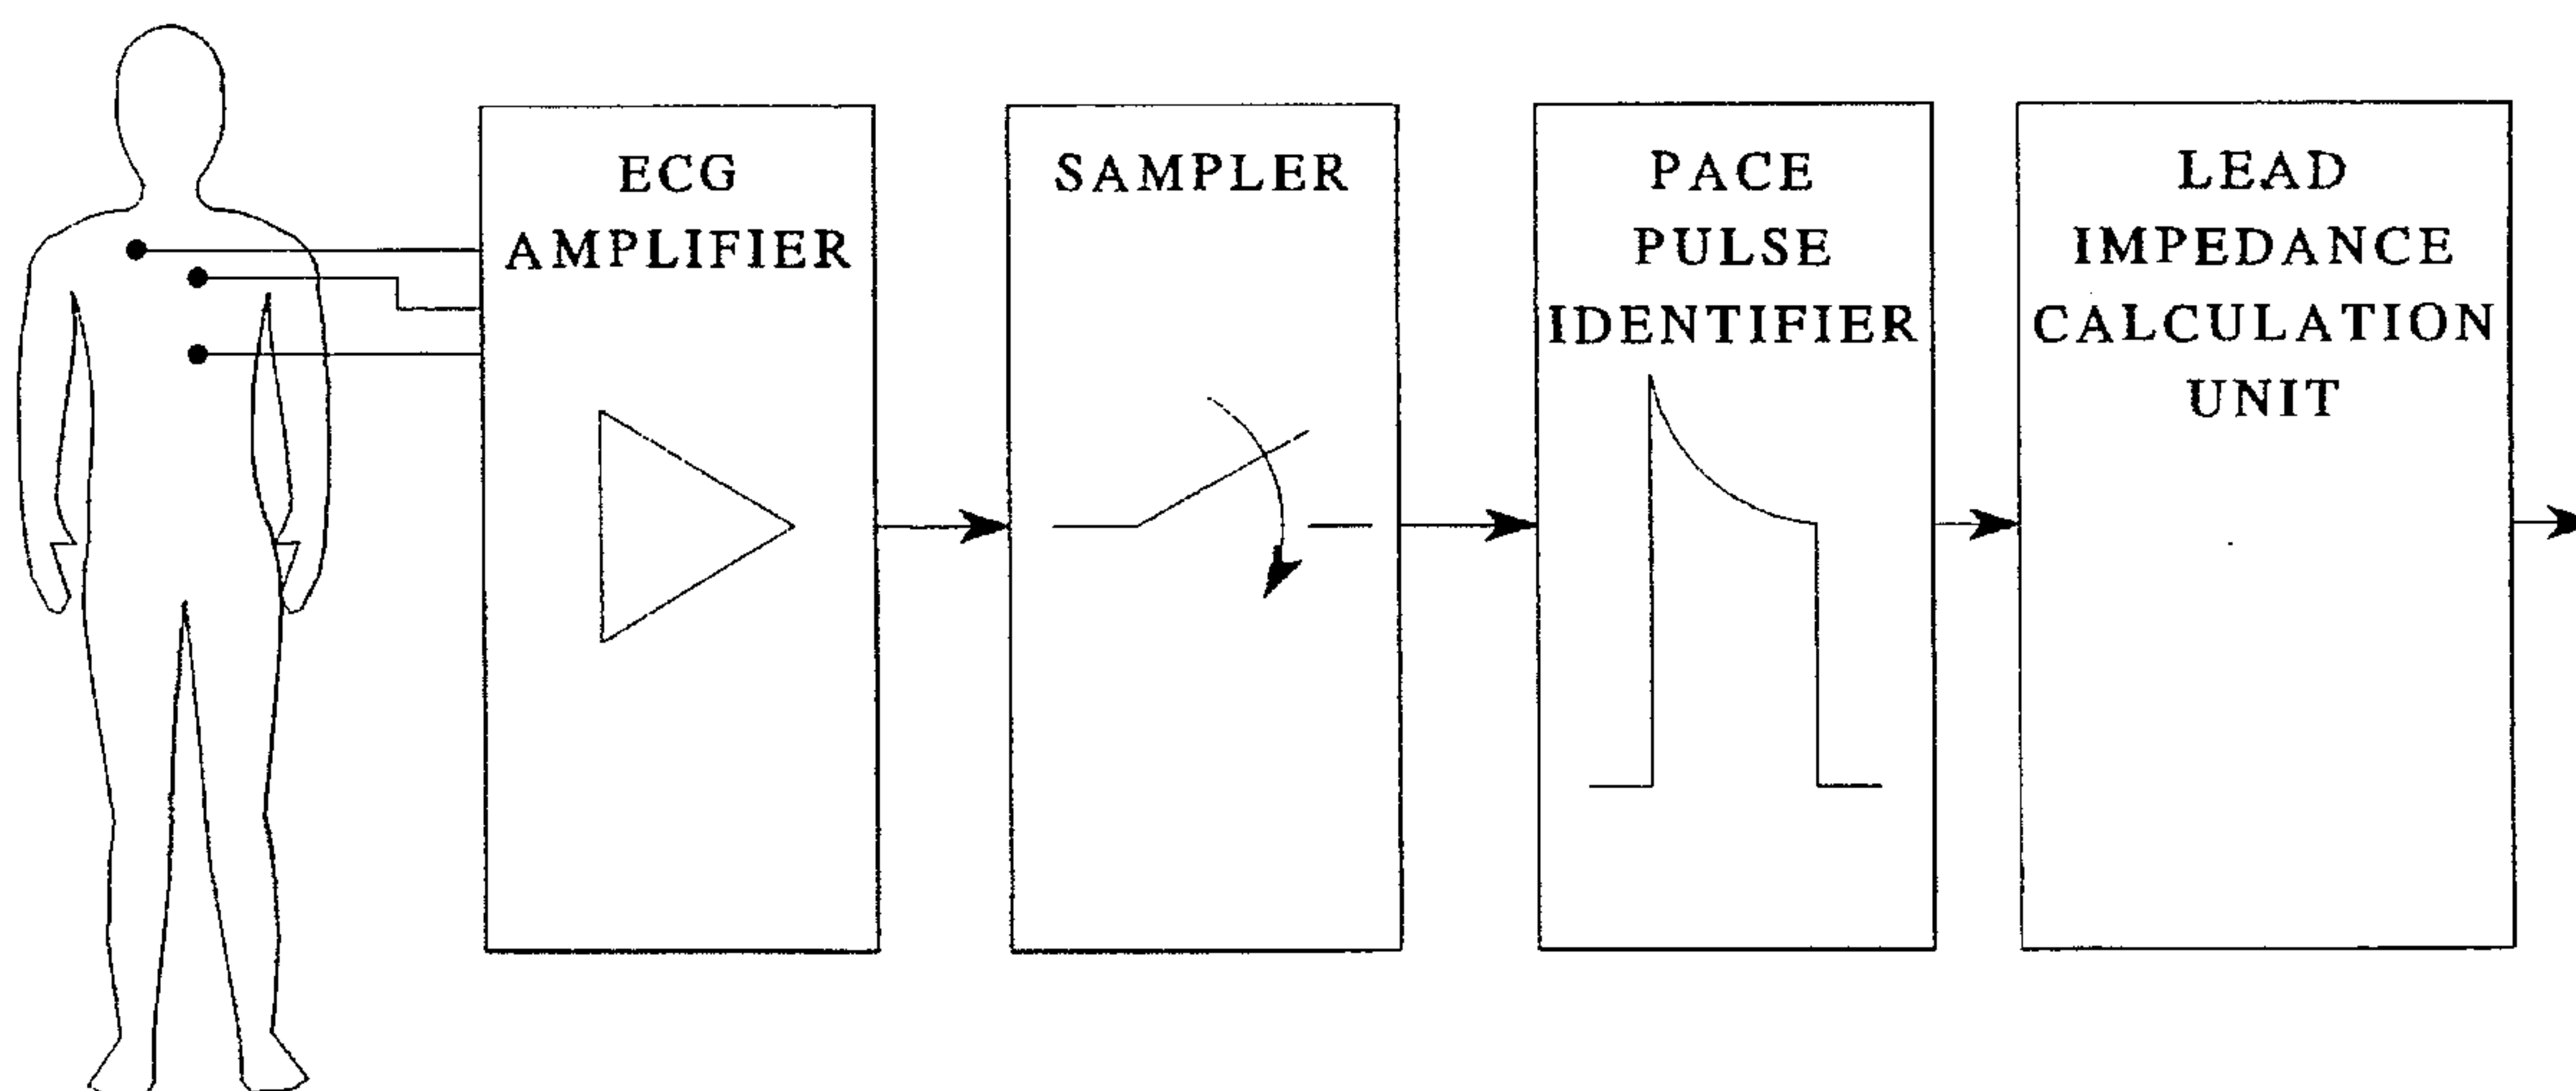 ECG
AMPLIFIER
SAMPLER
PACE
PULSE
IDENTIFIER
LEAD
IMPEDANCE
CALCULATION
UNIT